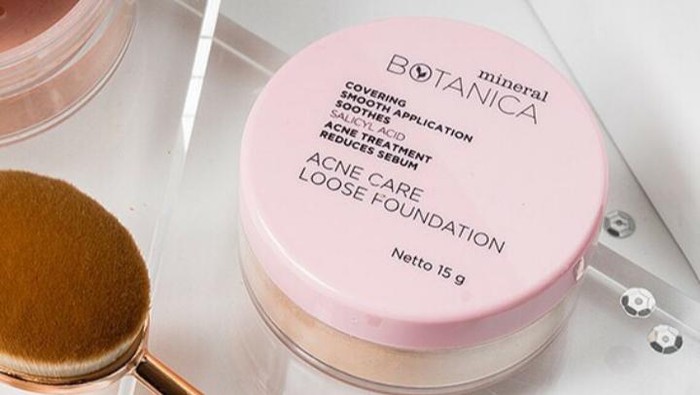 mineral
BOTANICA
COVERING
SMOOTH APPLICATION
SOOTHES
SALICYL ACID
ACNE TREATMENT
REDUCES SEBUM
ACNE CARE
LOOSE FOUNDATION
Netto 15 g